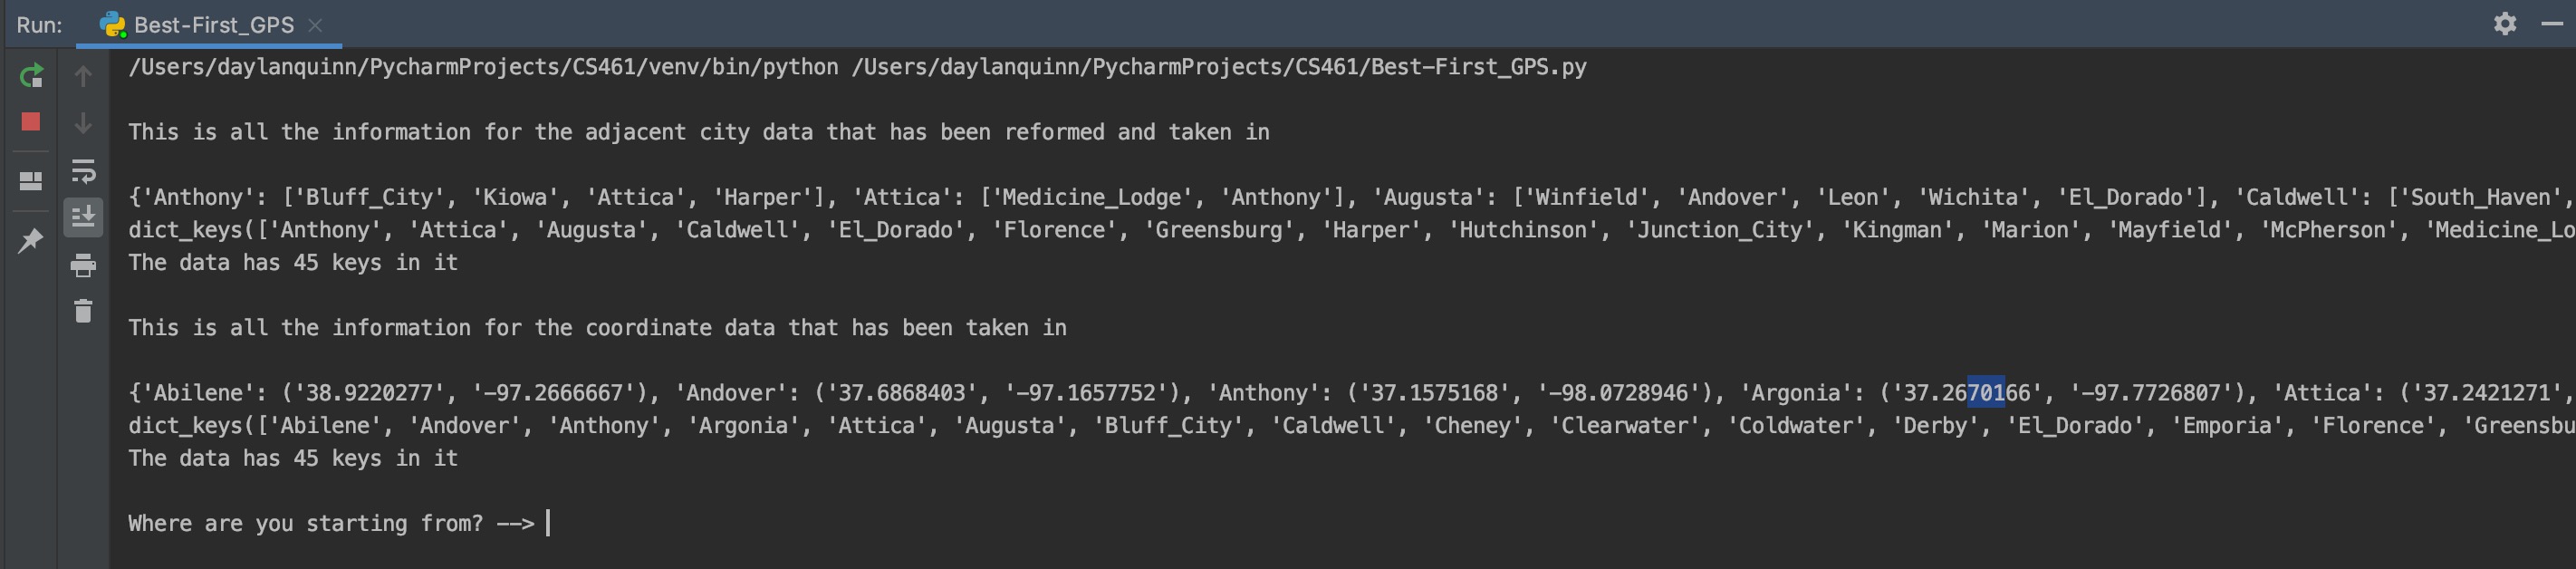 Run: Best-First_GPS
/Users/daylanquinn/PycharmProjects/CS461/venv/bin/python /Users/daylanquinn/PycharmProjects/CS461/Best-First_GPS.py
This is all the information for the adjacent city data that has been reformed and taken in
{'Anthony': ['Bluff_City', 'Kiowa', 'Attica', 'Harper'], 'Attica': ['Medicine_Lodge', 'Anthony'], 'Augusta': ['Winfield', 'Andover', 'Leon', 'Wichita', 'El_Dorado'], 'Caldwell': ['South_Haven',
dict_keys(['Anthony', 'Attica', 'Augusta', 'Caldwell', 'El_Dorado', 'Florence', 'Greensburg', 'Harper', 'Hutchinson', 'Junction_City', 'Kingman', 'Marion', 'Mayfield', 'McPherson', 'Medicine_Lo
The data has 45 keys in it
This is all the information for the coordinate data that has been taken in
{'Abilene': ('38.9220277', '-97.2666667'), 'Andover': ('37.6868403', '-97.1657752'), 'Anthony': ('37.1575168', '-98.0728946'), 'Argonia': ('37.2670166', '-97.7726807'), 'Attica': ('37.2421271',
dict_keys(['Abilene', 'Andover', 'Anthony', 'Argonia', 'Attica', 'Augusta', 'Bluff_City', 'Caldwell', 'Cheney', 'Clearwater', 'Coldwater', 'Derby', 'El_Dorado', 'Emporia', 'Florence', 'Greensbu
The data has 45 keys in it
Where are you starting from? -->